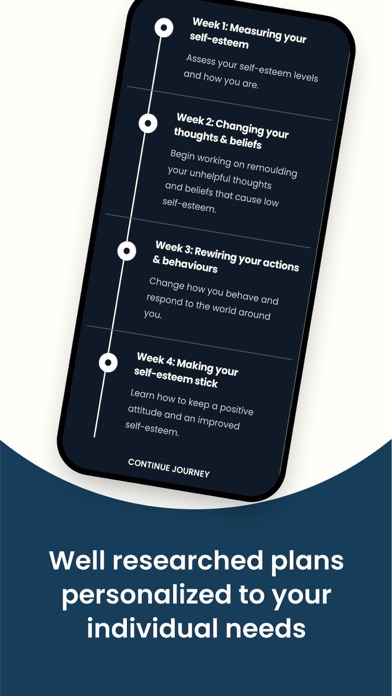 Week 1: Measuring your
self-esteem
Assess your self-esteem levels
and how you are.
Week 2: Changing your
thoughts & beliefs
Begin working on remoulding
your unhelpful thoughts
and beliefs that cause low
self-esteem.
Week 3: Rewiring your actions
& behaviours
Change how you behave and
respond to the world around
you.
Week 4: Making your
self-esteem stick
Learn how to keep a positive
attitude and an improved
self-esteem.
CONTINUE JOURNEY
Well researched plans
personalized to your
individual needs